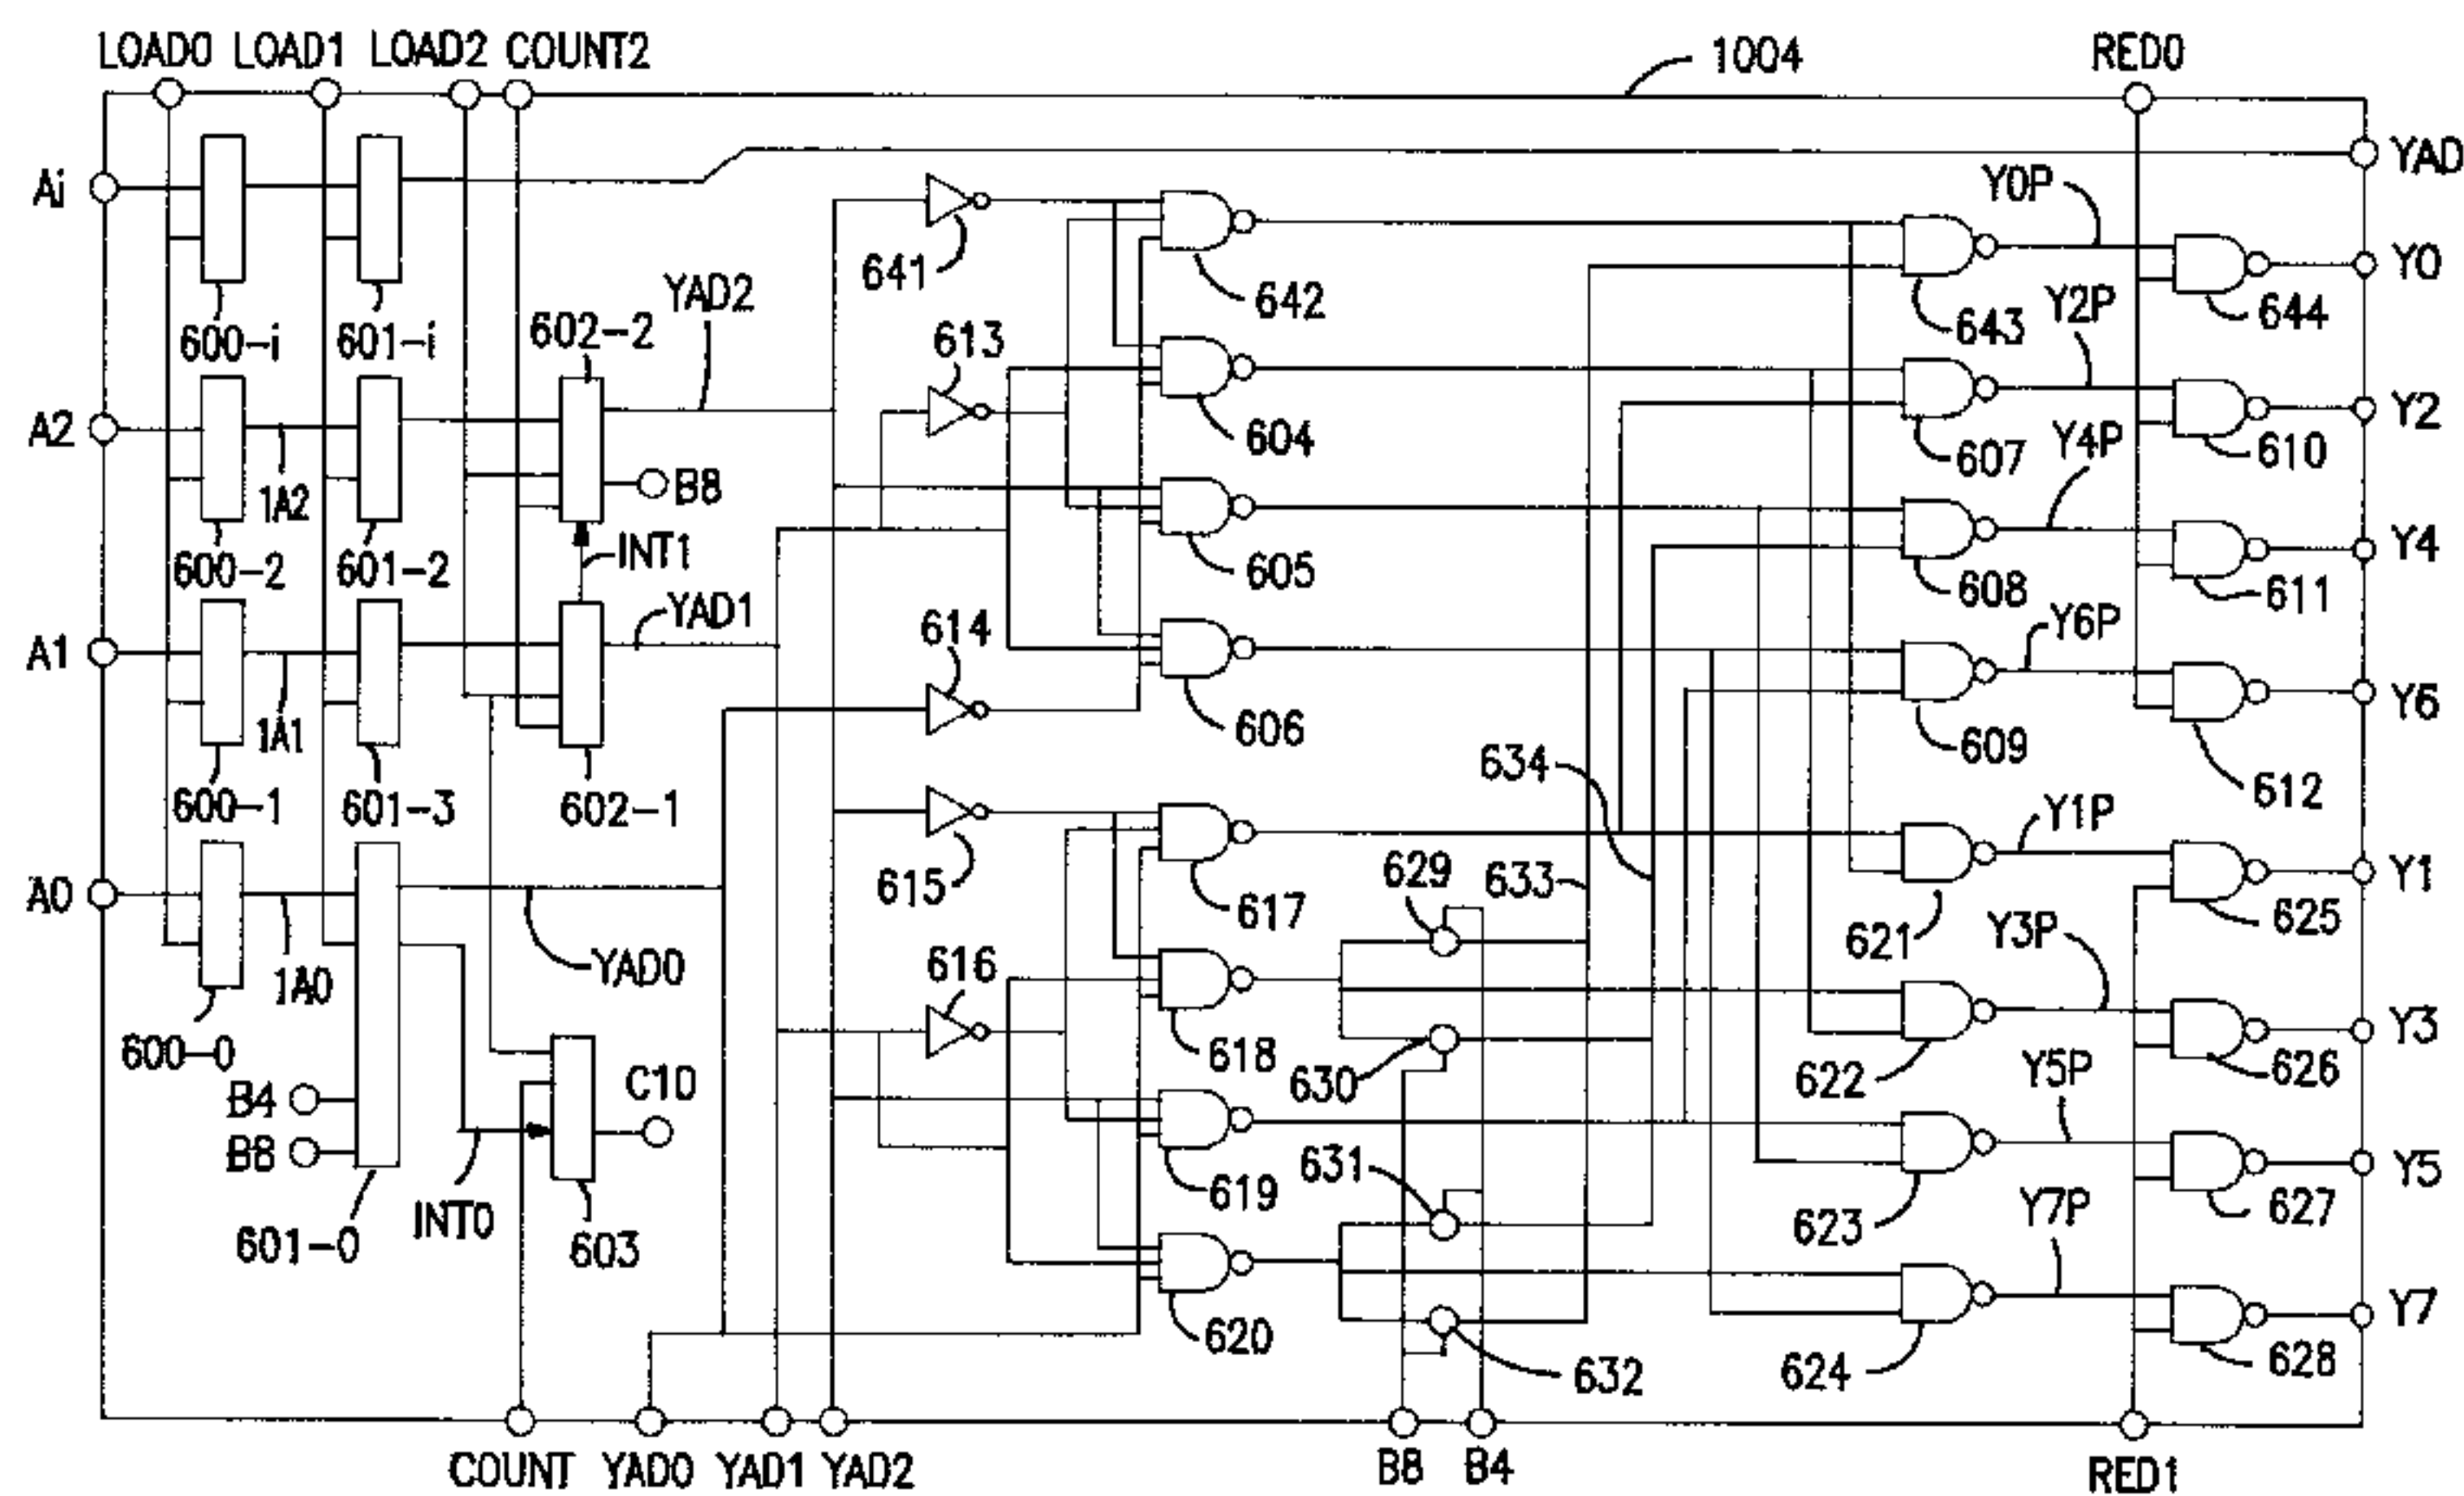 LOAD0 LOAD1 LOAD2 COUNT2 1004 RED0
YAD
Ai
Y0P
Y0
641
642
YAD2
600-i 601-i 602-2 613 643 Y2P 644
A2
604
607
Y4P
610
Y2
B8
1A2
INT1
600-2 601-2
605
608
611
Y4
YAD1
614
Y6P
A1
1A1
606
609
612
Y6
634
600-1 601-3 602-1
Y1P
615
617
629
633
621
625
Y1
A0
1A0
YAD0
616
Y3P
600-0
618
630
622
626
Y3
C10
B4
B8
Y5P
631
619
623
627
Y5
601-0 INT0 603
Y7P
620
632
624
628
Y7
COUNT YAD0 YAD1 YAD2 B8 B4 RED1